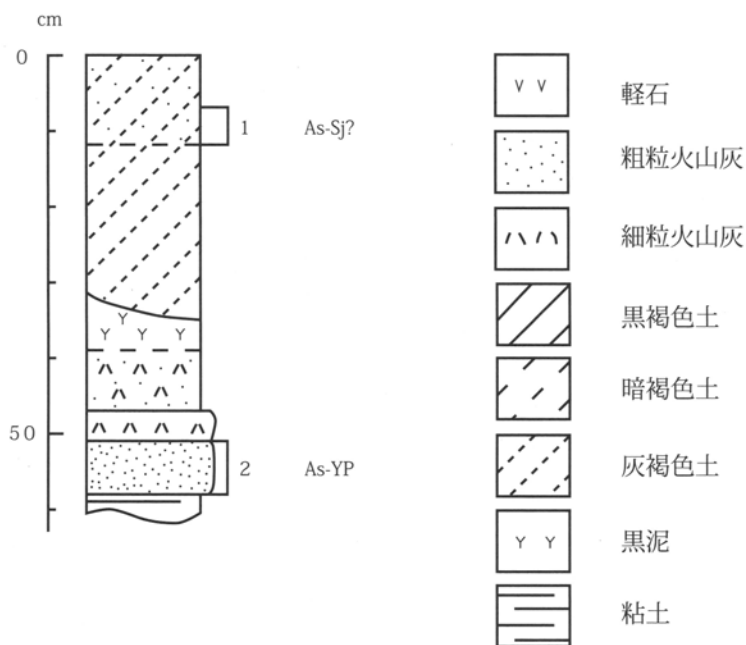 cm
0
50
1 As-Sj?
2 As-YP
軽石
粗粒火山灰
細粒火山灰
黒褐色土
暗褐色土
灰褐色土
黒泥
粘土